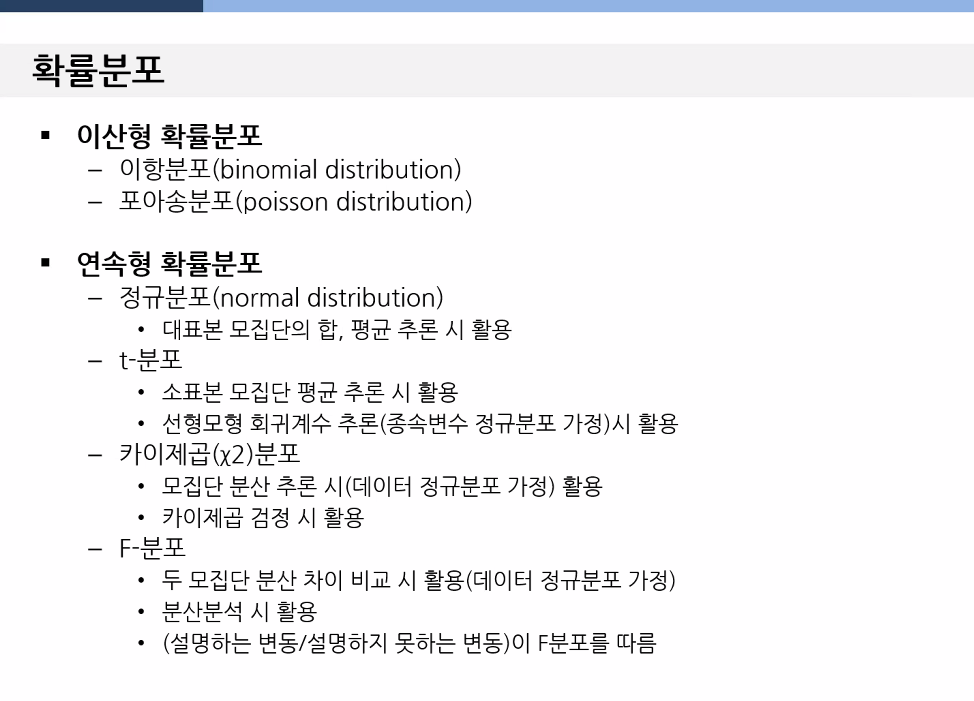 확률분포
▪ 이산형 확률분포
– 이항분포(binomial distribution)
– 포아송분포(poisson distribution)
▪ 연속형 확률분포
– 정규분포(normal distribution)
• 대표본 모집단의 합, 평균 추론 시 활용
– t-분포
• 소표본 모집단 평균 추론 시 활용
• 선형모형 회귀계수 추론(종속변수 정규분포 가정)시 활용
– 카이제곱(χ2)분포
• 모집단 분산 추론 시(데이터 정규분포 가정) 활용
• 카이제곱 검정 시 활용
– F-분포
• 두 모집단 분산 차이 비교 시 활용(데이터 정규분포 가정)
• 분산분석 시 활용
• (설명하는 변동/설명하지 못하는 변동)이 F분포를 따름